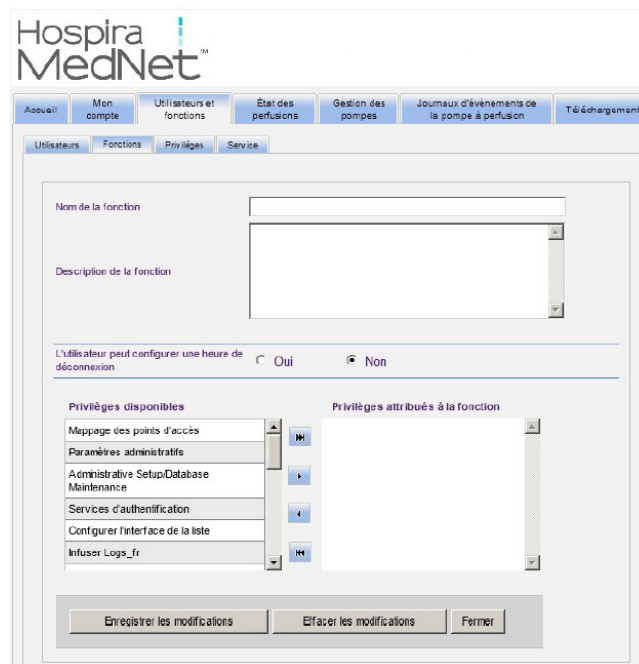 Hospira
MedNet™
Accueil
Mon
compte
Utilisateurs et
fonctions
État des
perfusions
Gestion des
pompes
Journaux d'événements de
la pompe à perfusion
Téléchargement
Utilisateurs
Fonctions
Privilèges
Service
Nom de la fonction
Description de la fonction
L'utilisateur peut configurer une heure de
déconnexion
Oui
Non
Privilèges disponibles
Privilèges attribués à la fonction
Mappage des points d'accès
Paramètres administratifs
Administrative Setup/Database
Maintenance
Services d'authentification
Configurer l'interface de la liste
Infuser Logs_fr
Enregistrer les modifications
Effacer les modifications
Fermer